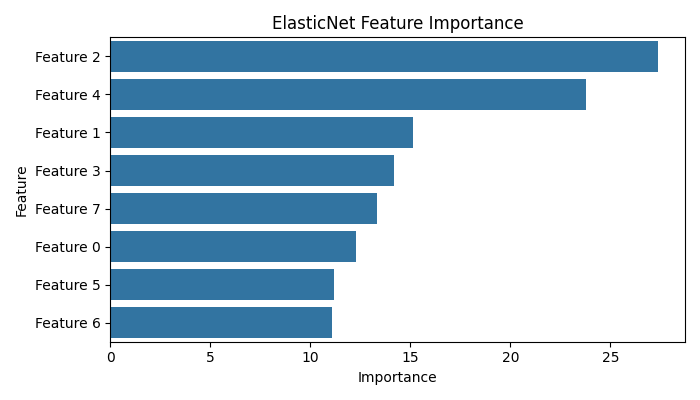 ElasticNet Feature Importance
Feature
Feature 2
Feature 4
Feature 1
Feature 3
Feature 7
Feature 0
Feature 5
Feature 6
0 5 10 15 20 25
Importance